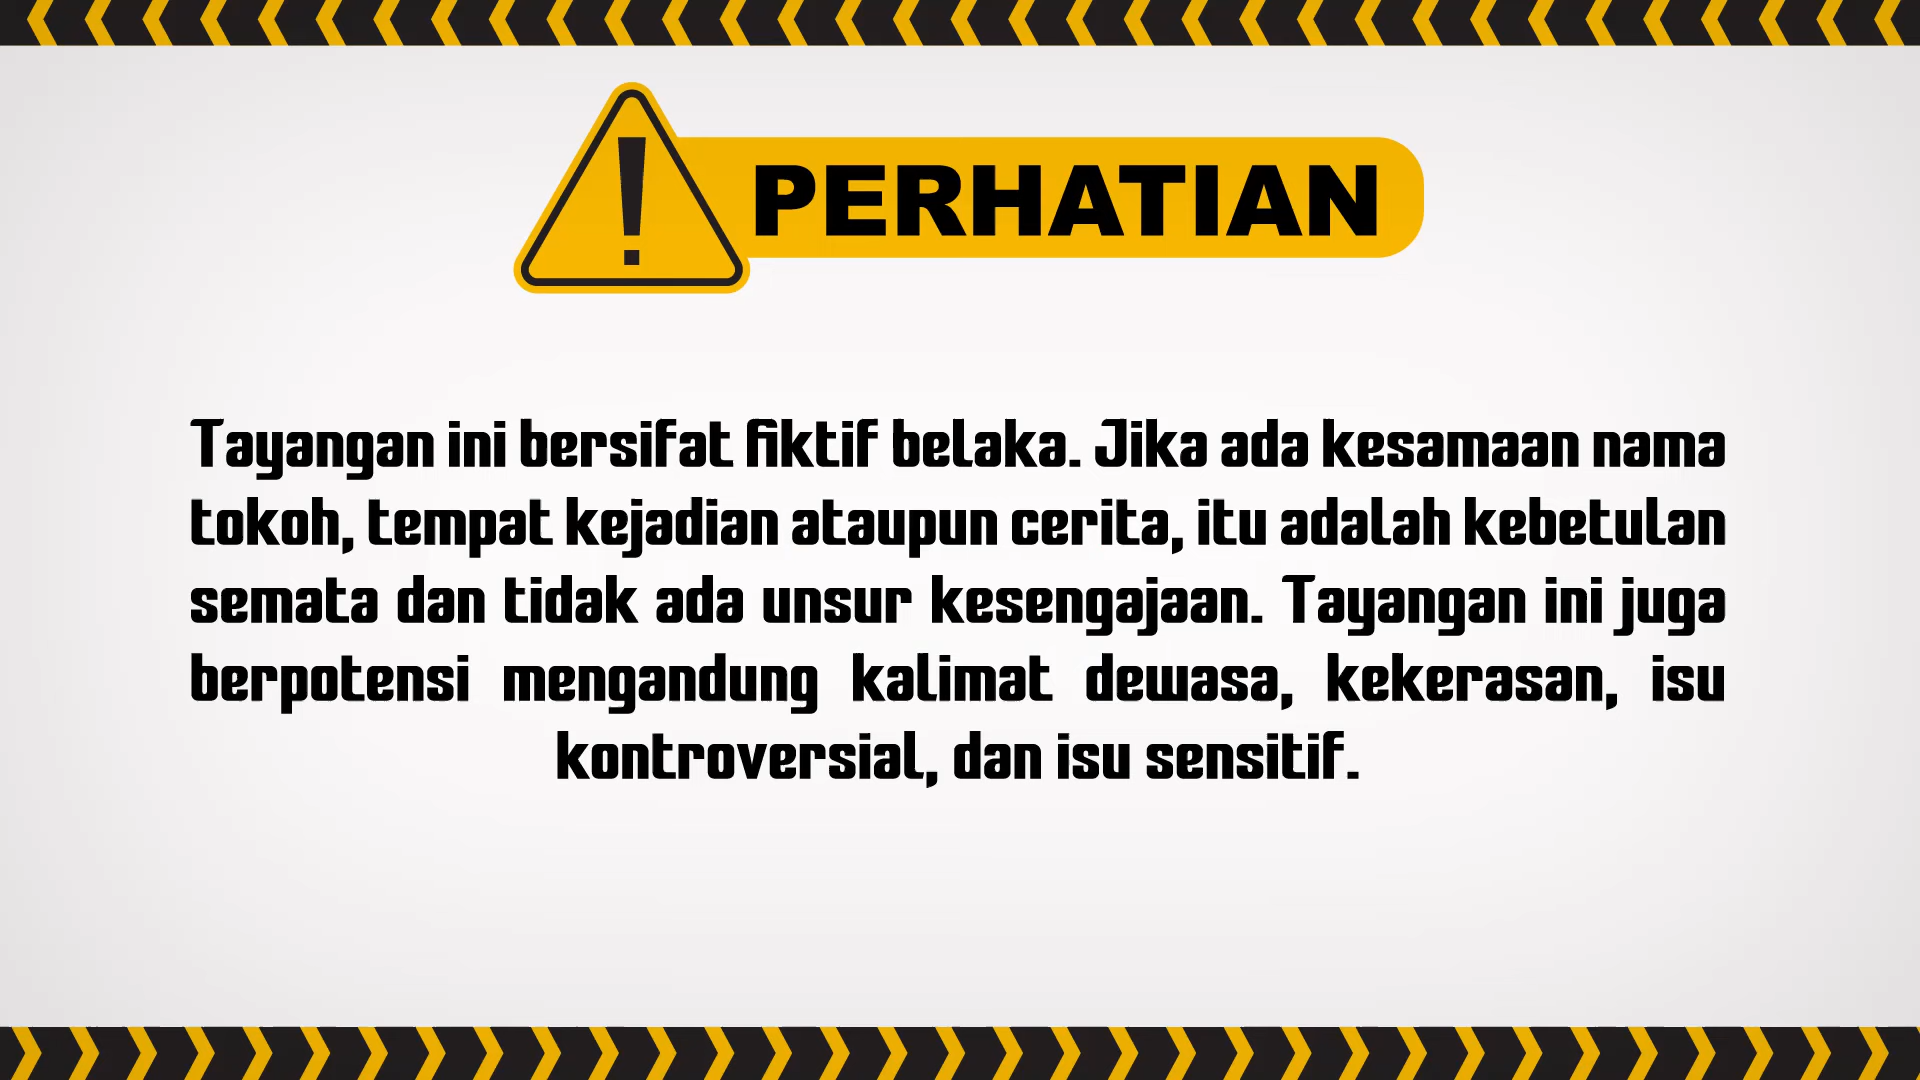 PERHATIAN
Tayangan ini bersifat fiktif belaka. Jika ada kesamaan nama
tokoh, tempat kejadian ataupun cerita, itu adalah kebetulan
semata dan tidak ada unsur kesengajaan. Tayangan ini juga
berpotensi mengandung kalimat dewasa, kekerasan, isu
kontroversial, dan isu sensitif.